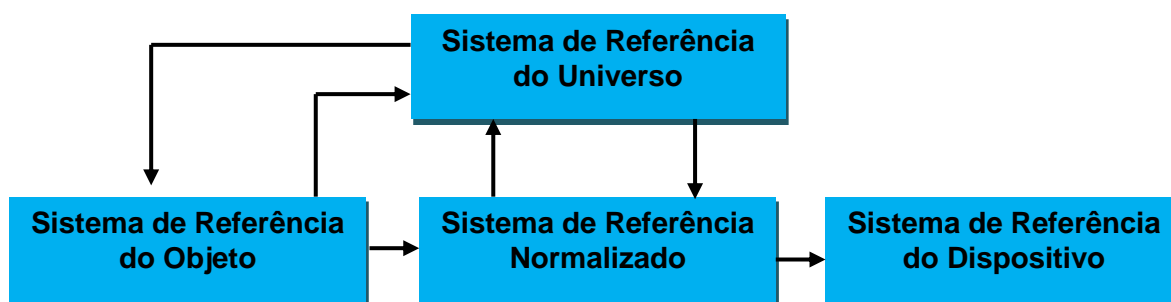 Sistema de Referência
do Universo
Sistema de Referência
do Objeto
Sistema de Referência
Normalizado
Sistema de Referência
do Dispositivo